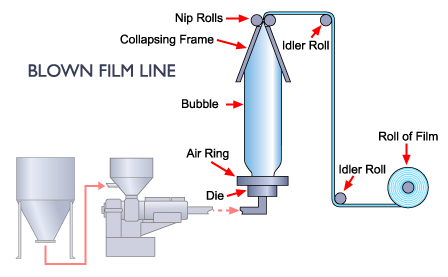 Nip Rolls
Collapsing Frame
Idler Roll
BLOWN FILM LINE
Bubble
Roll of Film
Air Ring
Idler Roll
Die